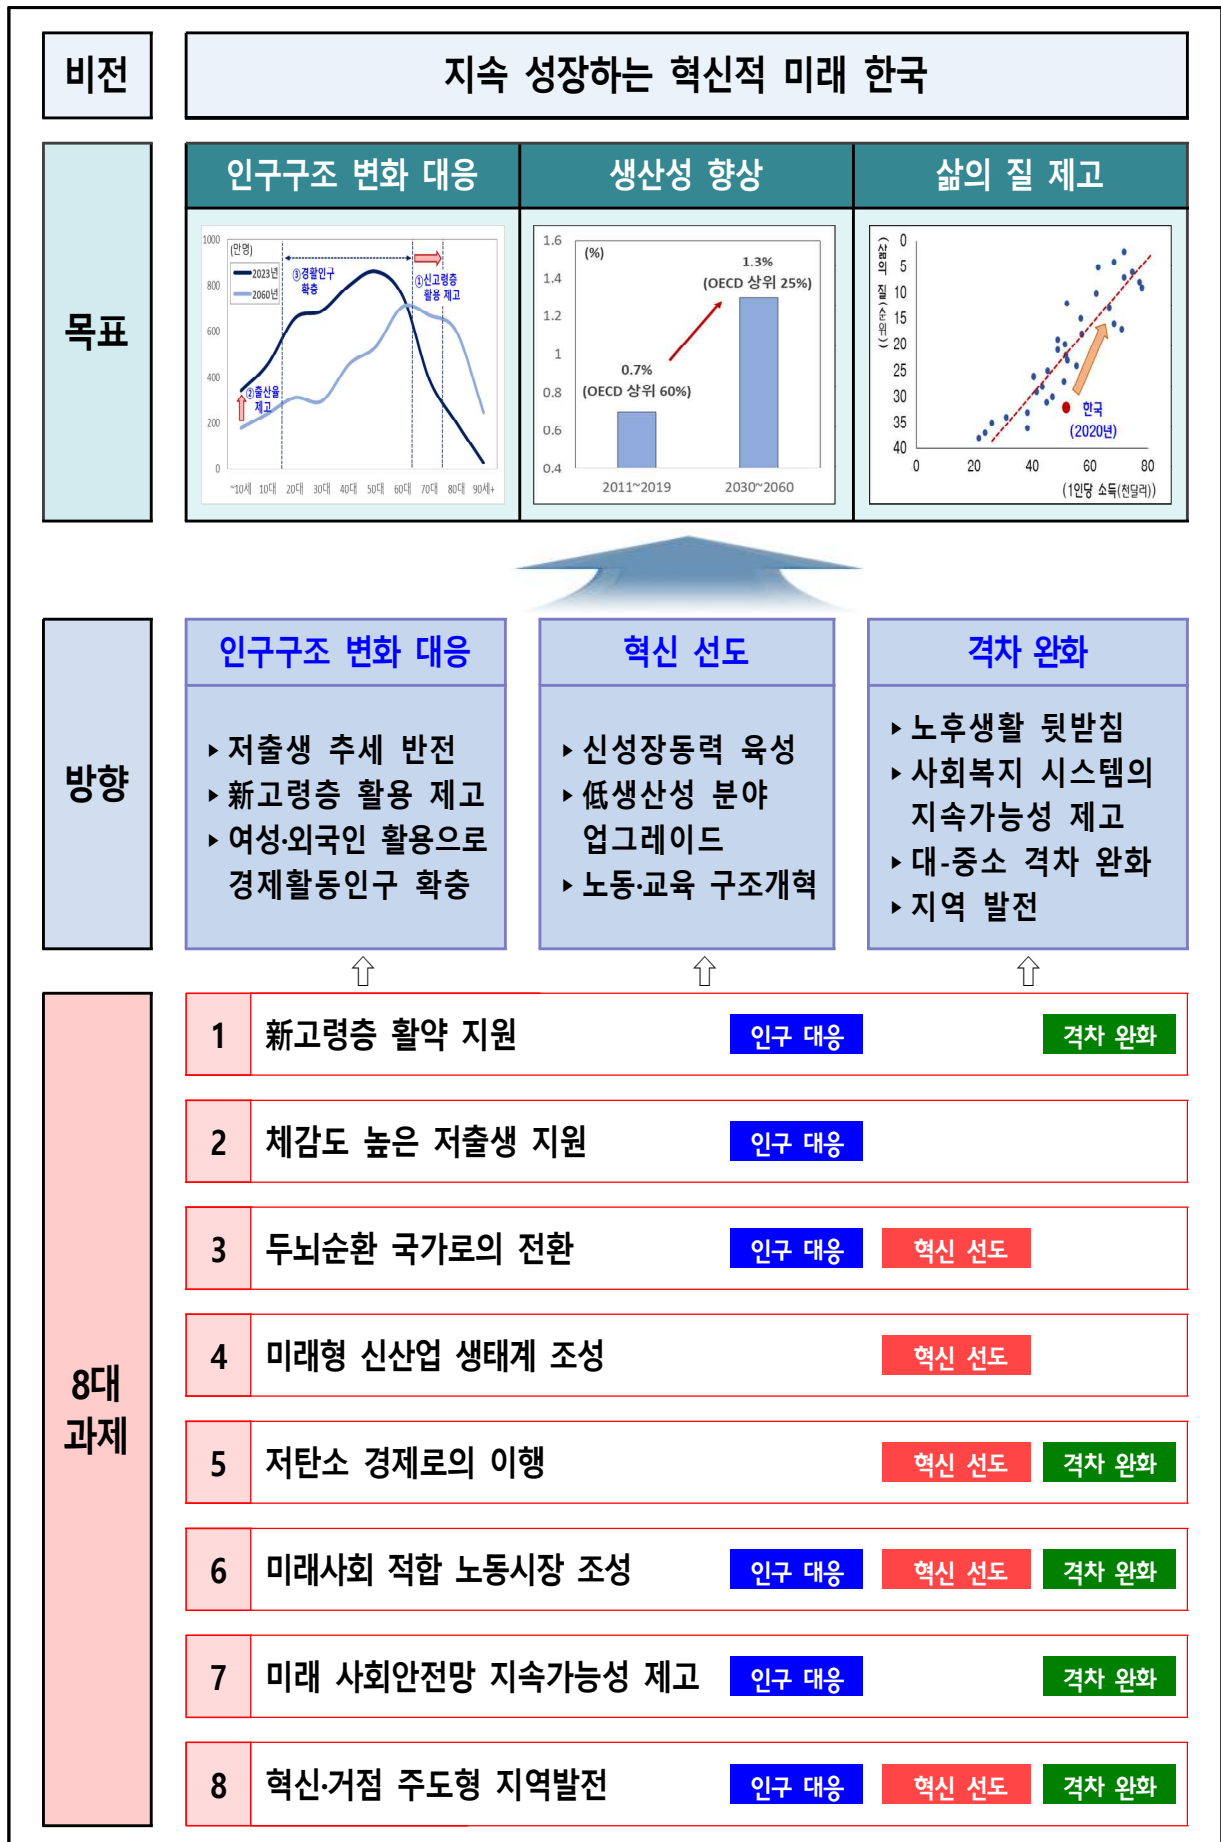 비전
지속 성장하는 혁신적 미래 한국
목표
인구구조 변화 대응
생산성 향상
삶의 질 제고
(만명)
1000
800
600
400
200
0
2023년
2060년
③경활인구
확충
①신고령층
활용 제고
②출산율
제고
~10세 10대 20대 30대 40대 50대 60대 70대 80대 90세+
(%)
1.6
1.4
1.2
1
0.8
0.6
0.4
0.7%
(OECD 상위 60%)
1.3%
(OECD 상위 25%)
2011~2019 2030~2060
(삶의 질(순위))
0
5
10
15
20
25
30
35
40
한국
(2020년)
0 20 40 60 80
(1인당 소득(천달러))
방향
인구구조 변화 대응
▸저출생 추세 반전
▸新고령층 활용 제고
▸여성·외국인 활용으로
경제활동인구 확충
혁신 선도
▸신성장동력 육성
▸低생산성 분야
업그레이드
▸노동·교육 구조개혁
격차 완화
▸노후생활 뒷받침
▸사회복지 시스템의
지속가능성 제고
▸대-중소 격차 완화
▸지역 발전
8대
과제
1 新고령층 활약 지원 인구 대응 격차 완화
2 체감도 높은 저출생 지원 인구 대응
3 두뇌순환 국가로의 전환 인구 대응 혁신 선도
4 미래형 신산업 생태계 조성 혁신 선도
5 저탄소 경제로의 이행 혁신 선도 격차 완화
6 미래사회 적합 노동시장 조성 인구 대응 혁신 선도 격차 완화
7 미래 사회안전망 지속가능성 제고 인구 대응 격차 완화
8 혁신·거점 주도형 지역발전 인구 대응 혁신 선도 격차 완화